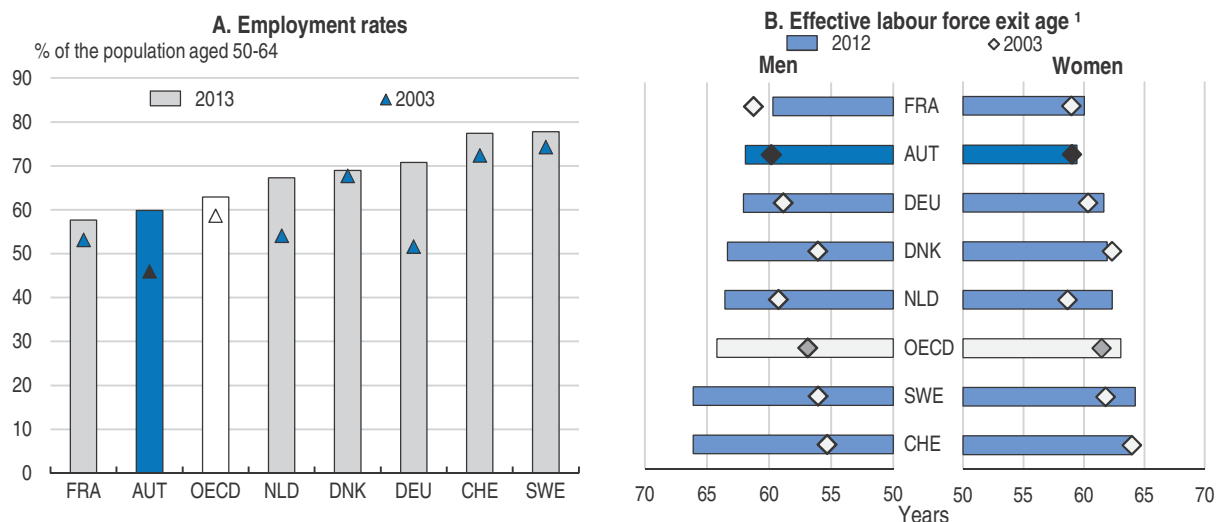 A. Employment rates
% of the population aged 50-64
2013
2003
90
80
70
60
50
40
30
20
10
0
FRA AUT OECD NLD DNK DEU CHE SWE
B. Effective labour force exit age ¹
2012
2003
Men
Women
FRA
AUT
DEU
DNK
NLD
OECD
SWE
CHE
70 65 60 55 50
50 55 60 65 70
Years